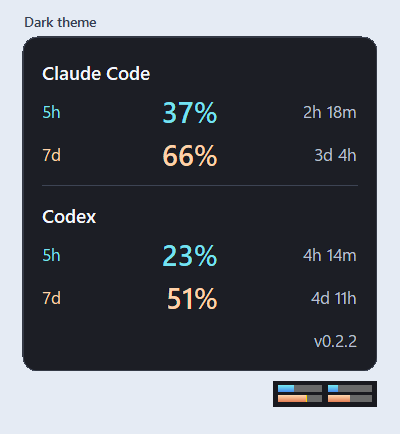 Dark theme
Claude Code
5h 37% 2h 18m
7d 66% 3d 4h
Codex
5h 23% 4h 14m
7d 51% 4d 11h
v0.2.2